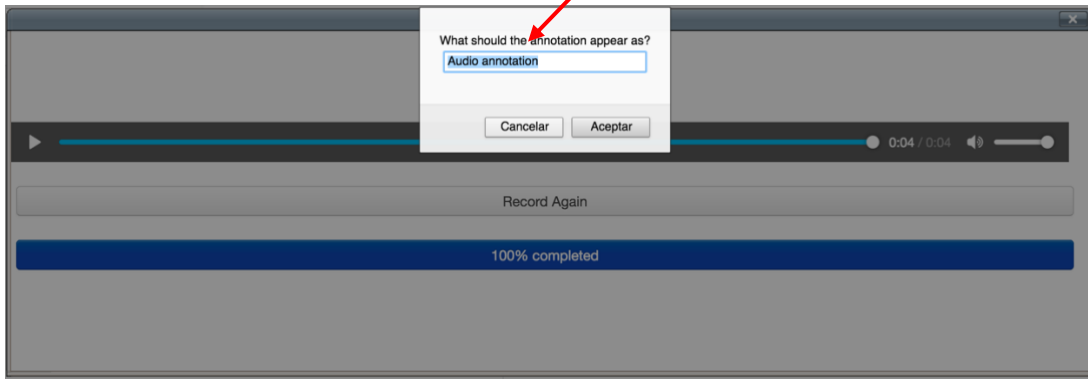 What should the annotation appear as?
Audio annotation
Cancelar Aceptar
0:04 / 0:04
Record Again
100% completed